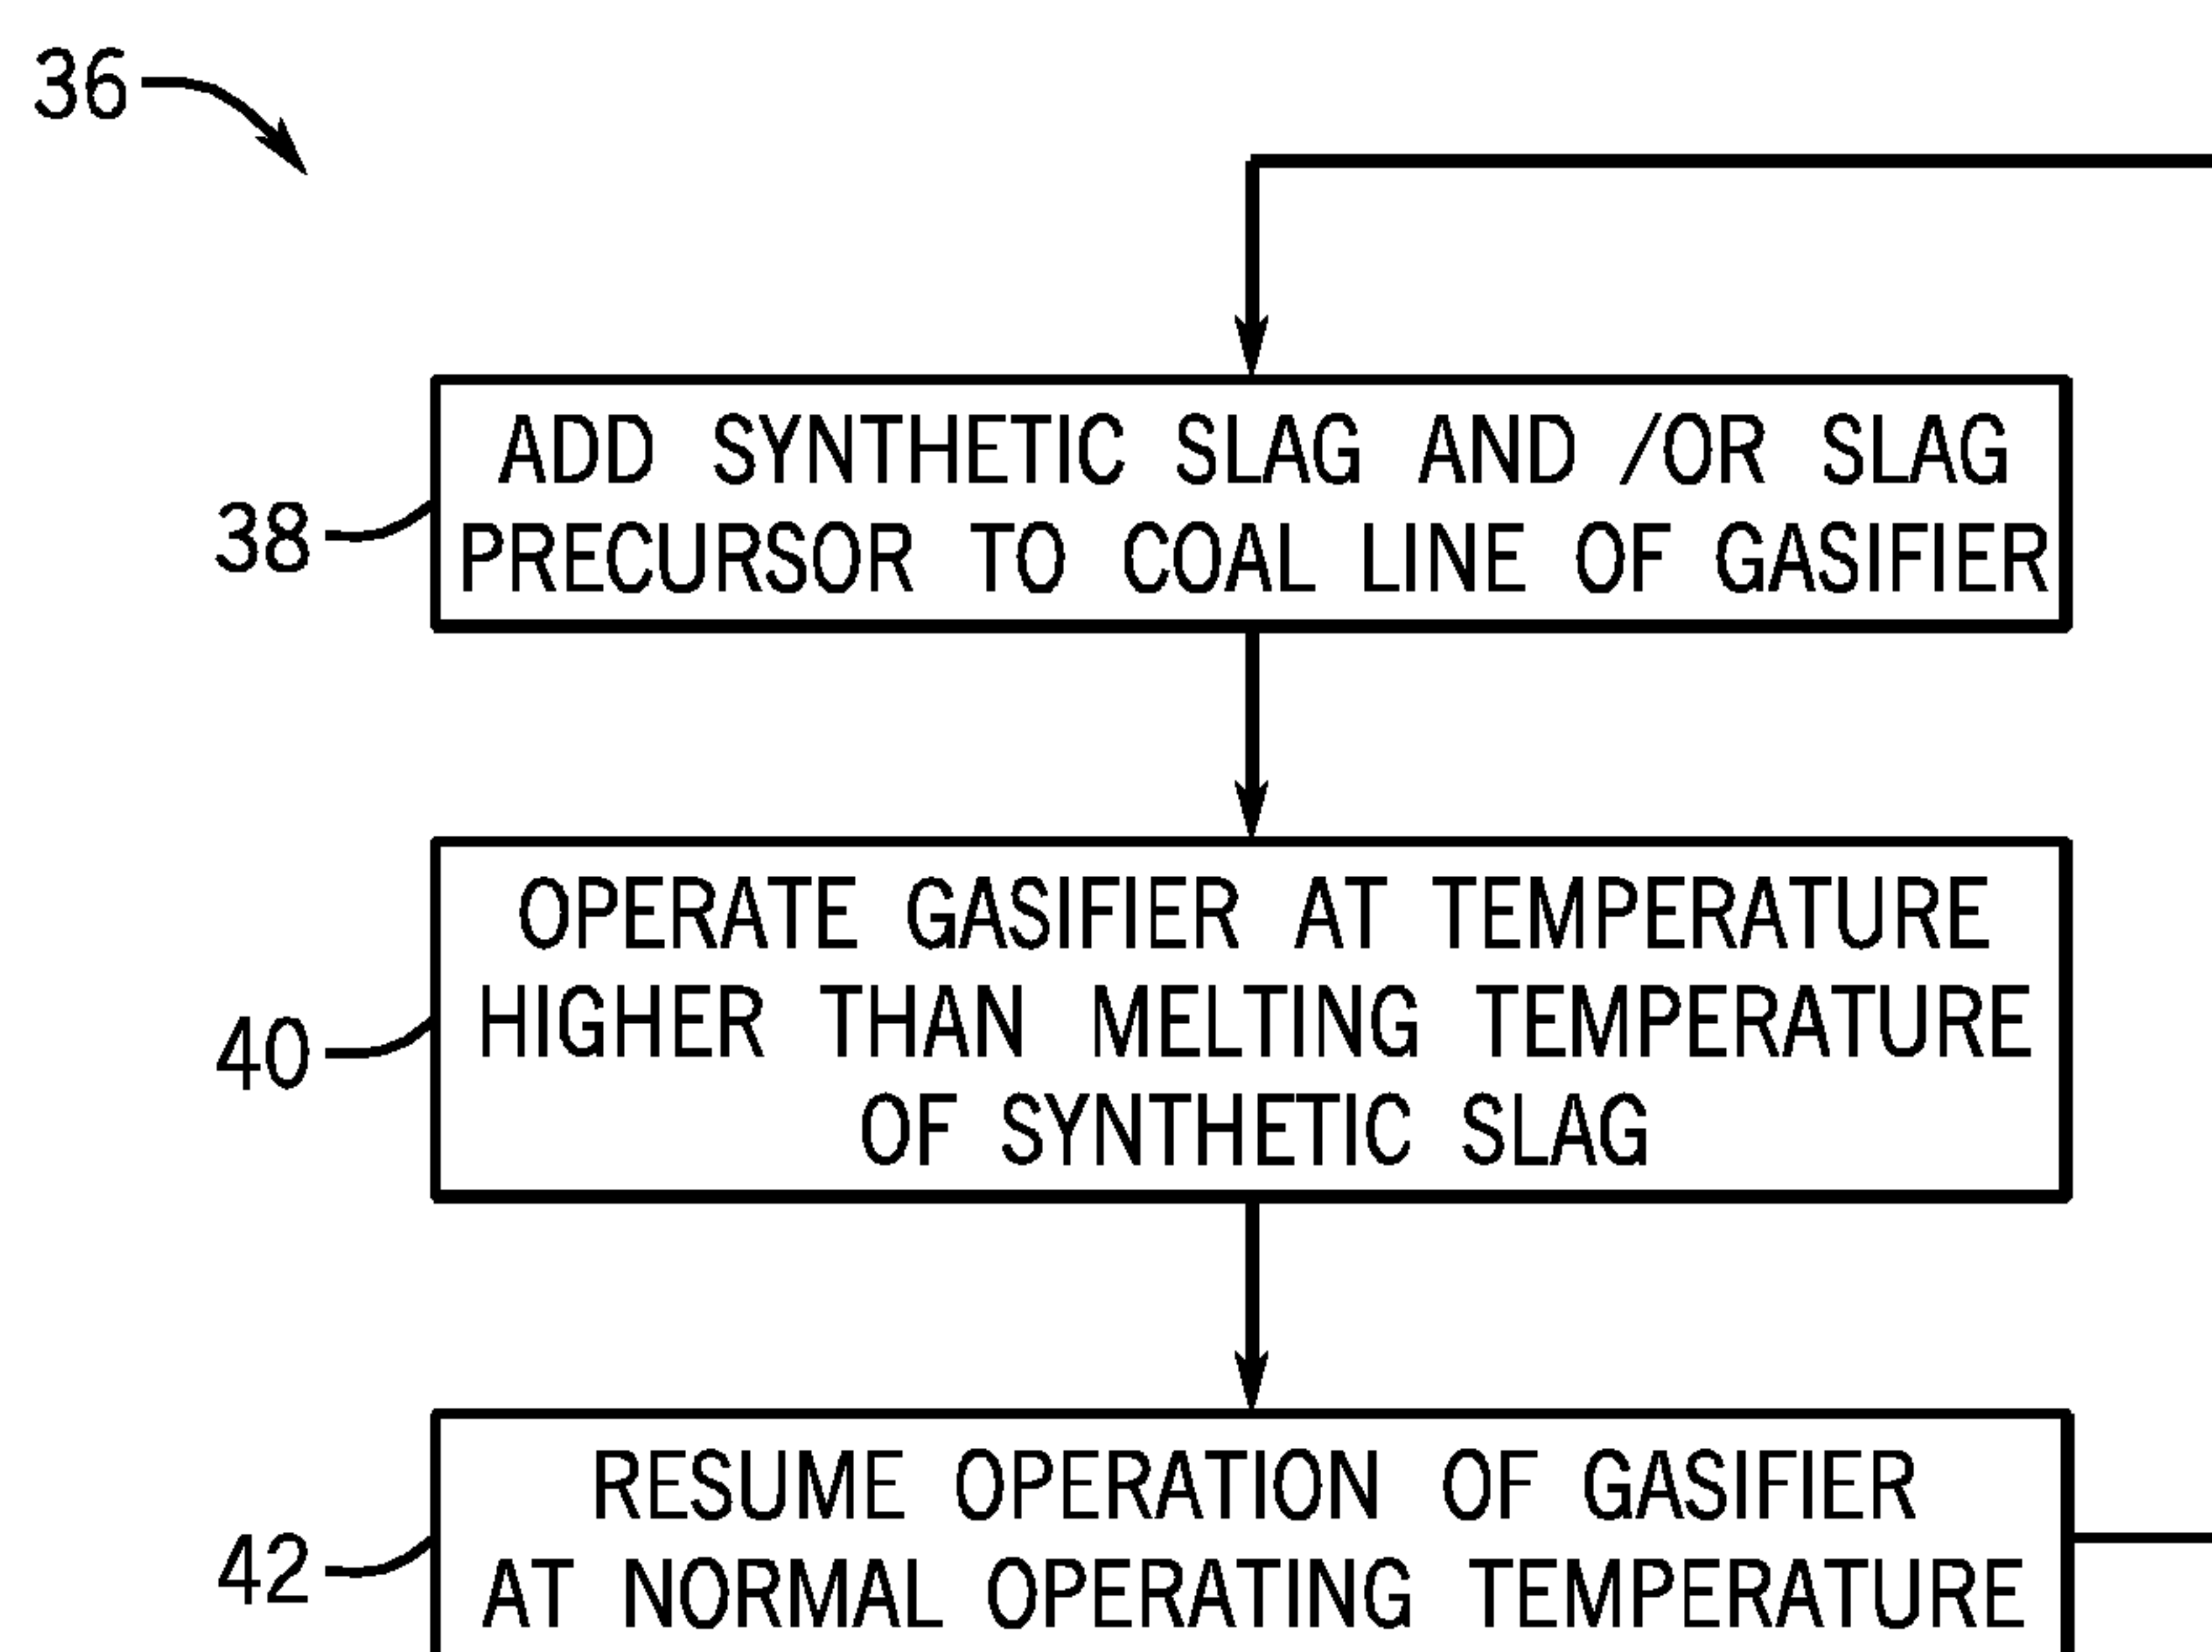 36
ADD SYNTHETIC SLAG AND /OR SLAG
PRECURSOR TO COAL LINE OF GASIFIER
38
OPERATE GASIFIER AT TEMPERATURE
HIGHER THAN MELTING TEMPERATURE
OF SYNTHETIC SLAG
40
RESUME OPERATION OF GASIFIER
AT NORMAL OPERATING TEMPERATURE
42